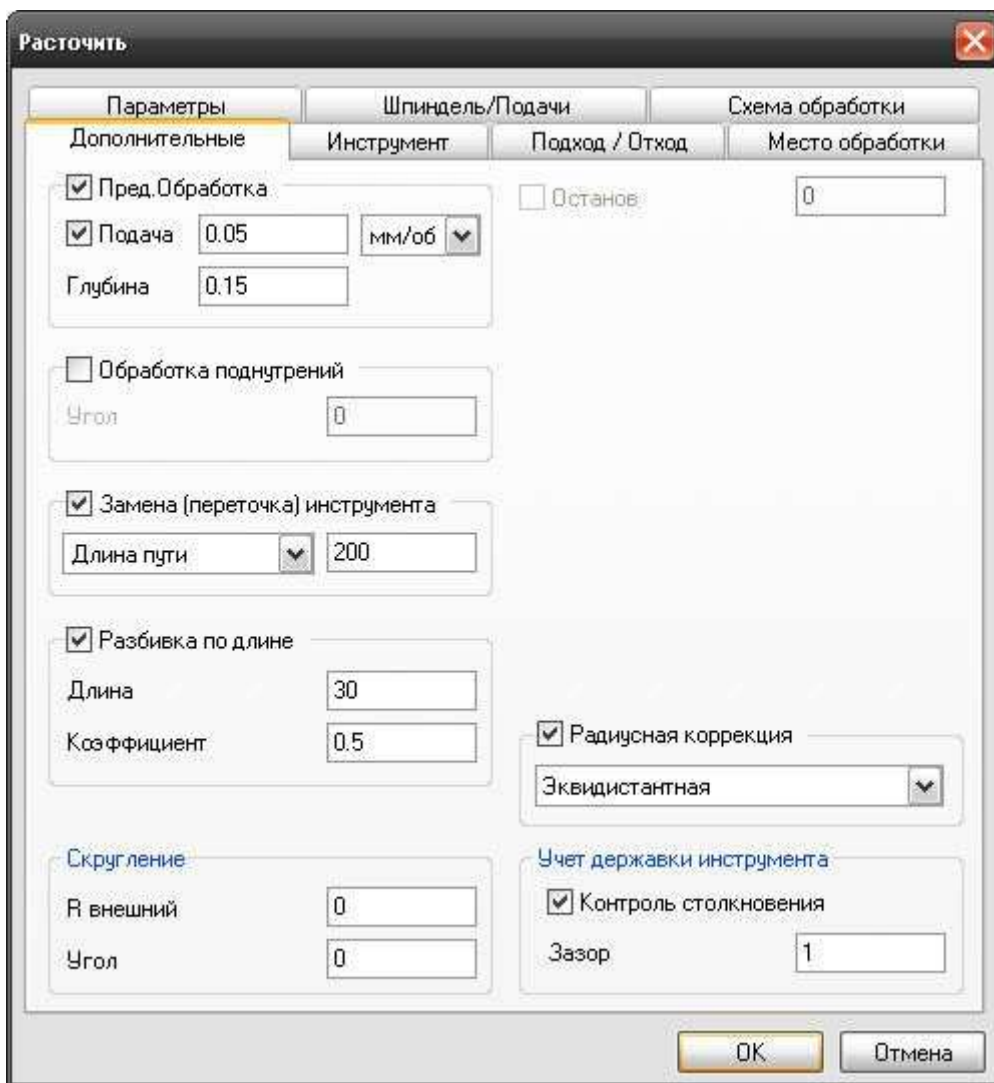 Расточить
Параметры
Шпиндель/Подачи
Схема обработки
Дополнительные
Инструмент
Подход / Отход
Место обработки
Пред.Обработка
Подача
0.05
мм/об
Глубина
0.15
Останов
0
Обработка поднутрений
Угол
0
Замена (переточка) инструмента
Длина пути
200
Разбивка по длине
Длина
30
Коэффициент
0.5
Радиусная коррекция
Эквидистантная
Скругление
R внешний
0
Угол
0
Учет державки инструмента
Контроль столкновения
Зазор
1
OK
Отмена